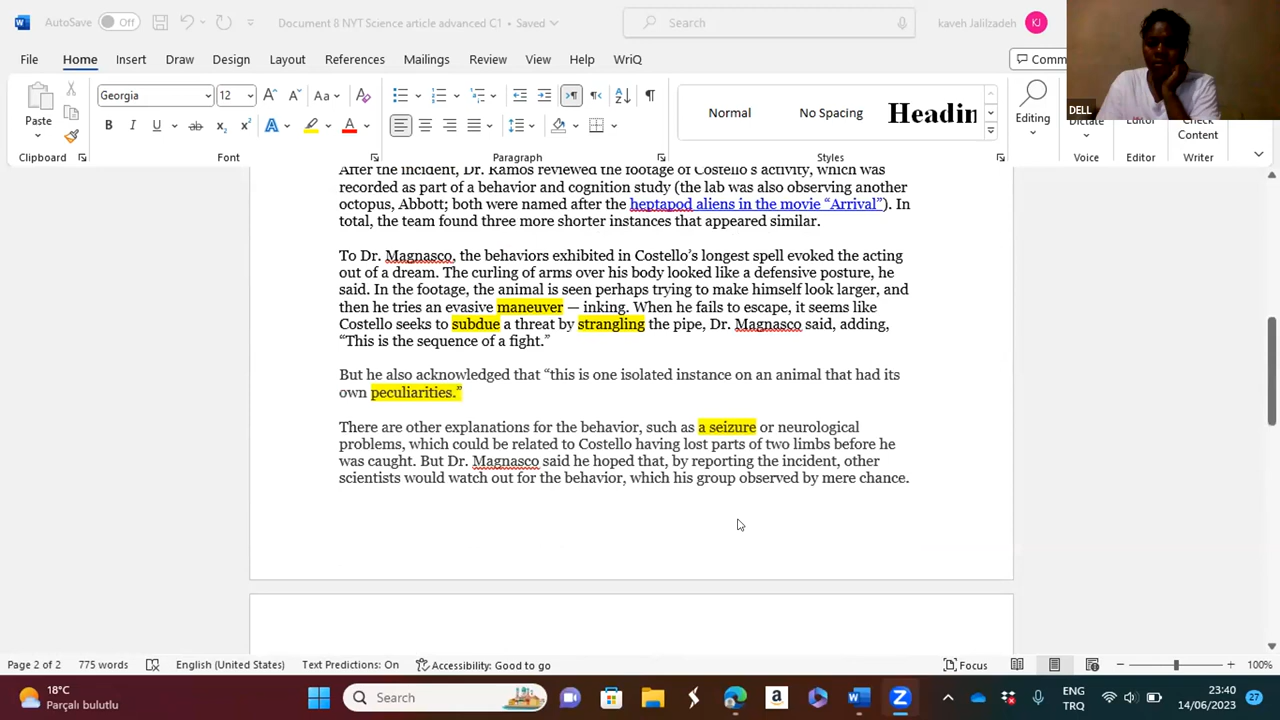 AutoSave Off Document 8 NYT Science article advanced C1 • Saved Search kaveh Jalilzadeh KJ
File Home Insert Draw Design Layout References Mailings Review View Help WriQ Comm
DELL
Paste Georgia 12 Aa Normal No Spacing Headin Editing Dictate Editor Check Content
Clipboard Font Paragraph Styles Voice Editor Writer
After the incident, Dr. Ramos reviewed the footage of Costello's activity, which was
recorded as part of a behavior and cognition study (the lab was also observing another
octopus, Abbott; both were named after the heptapod aliens in the movie “Arrival”). In
total, the team found three more shorter instances that appeared similar.
To Dr. Magnasco, the behaviors exhibited in Costello's longest spell evoked the acting
out of a dream. The curling of arms over his body looked like a defensive posture, he
said. In the footage, the animal is seen perhaps trying to make himself look larger, and
then he tries an evasive maneuver — inking. When he fails to escape, it seems like
Costello seeks to subdue a threat by strangling the pipe, Dr. Magnasco said, adding,
“This is the sequence of a fight.”
But he also acknowledged that “this is one isolated instance on an animal that had its
own peculiarities.”
There are other explanations for the behavior, such as a seizure or neurological
problems, which could be related to Costello having lost parts of two limbs before he
was caught. But Dr. Magnasco said he hoped that, by reporting the incident, other
scientists would watch out for the behavior, which his group observed by mere chance.
Page 2 of 2 775 words English (United States) Text Predictions: On Accessibility: Good to go Focus 100%
18°C
Parçalı bulutlu
Search
ENG
TRQ
23:40
14/06/2023
27